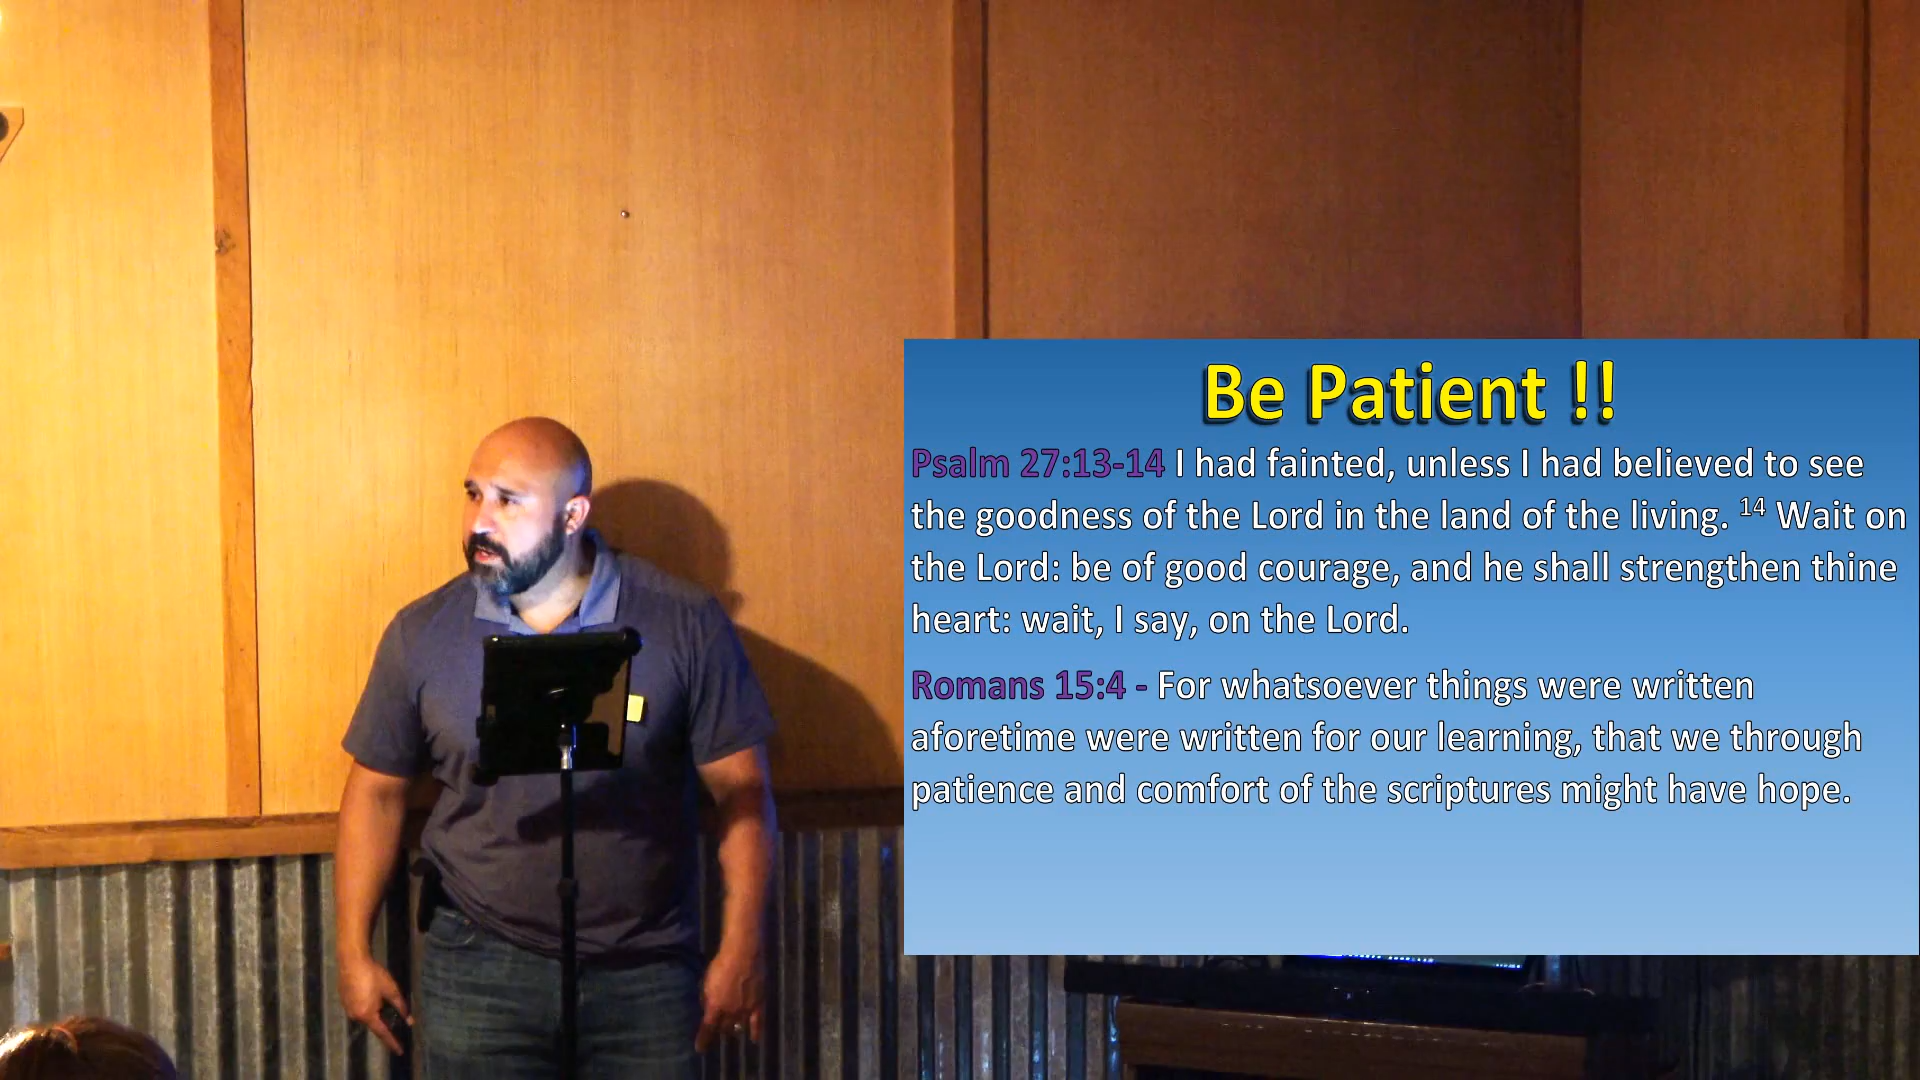 Be Patient !!
Psalm 27:13-14 I had fainted, unless I had believed to see
the goodness of the Lord in the land of the living. 14 Wait on
the Lord: be of good courage, and he shall strengthen thine
heart: wait, I say, on the Lord.
Romans 15:4 - For whatsoever things were written
aforetime were written for our learning, that we through
patience and comfort of the scriptures might have hope.